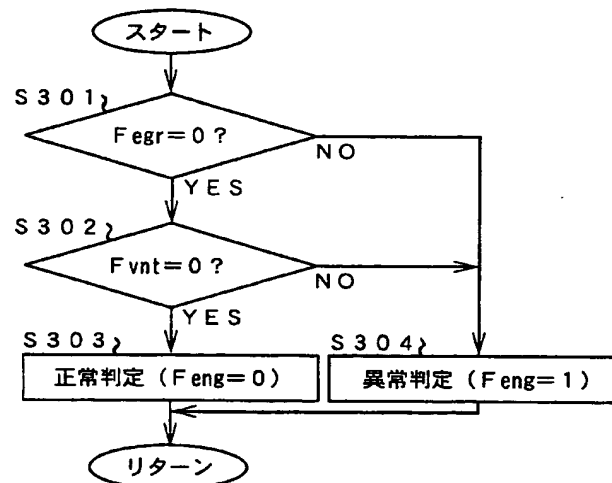 スタート
S301
Fegr=0?
NO
YES
S302
Fvnt=0?
NO
YES
S303
正常判定(Feng=0)
S304
異常判定(Feng=1)
リターン